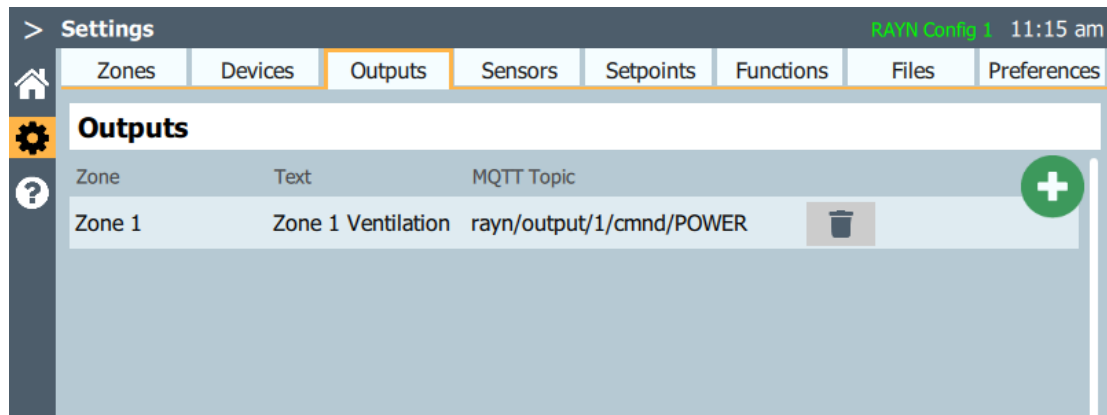 > Settings RAYN Config 1 11:15 am
Zones Devices Outputs Sensors Setpoints Functions Files Preferences
Outputs
Zone Text MQTT Topic
Zone 1 Zone 1 Ventilation rayn/output/1/cmnd/POWER